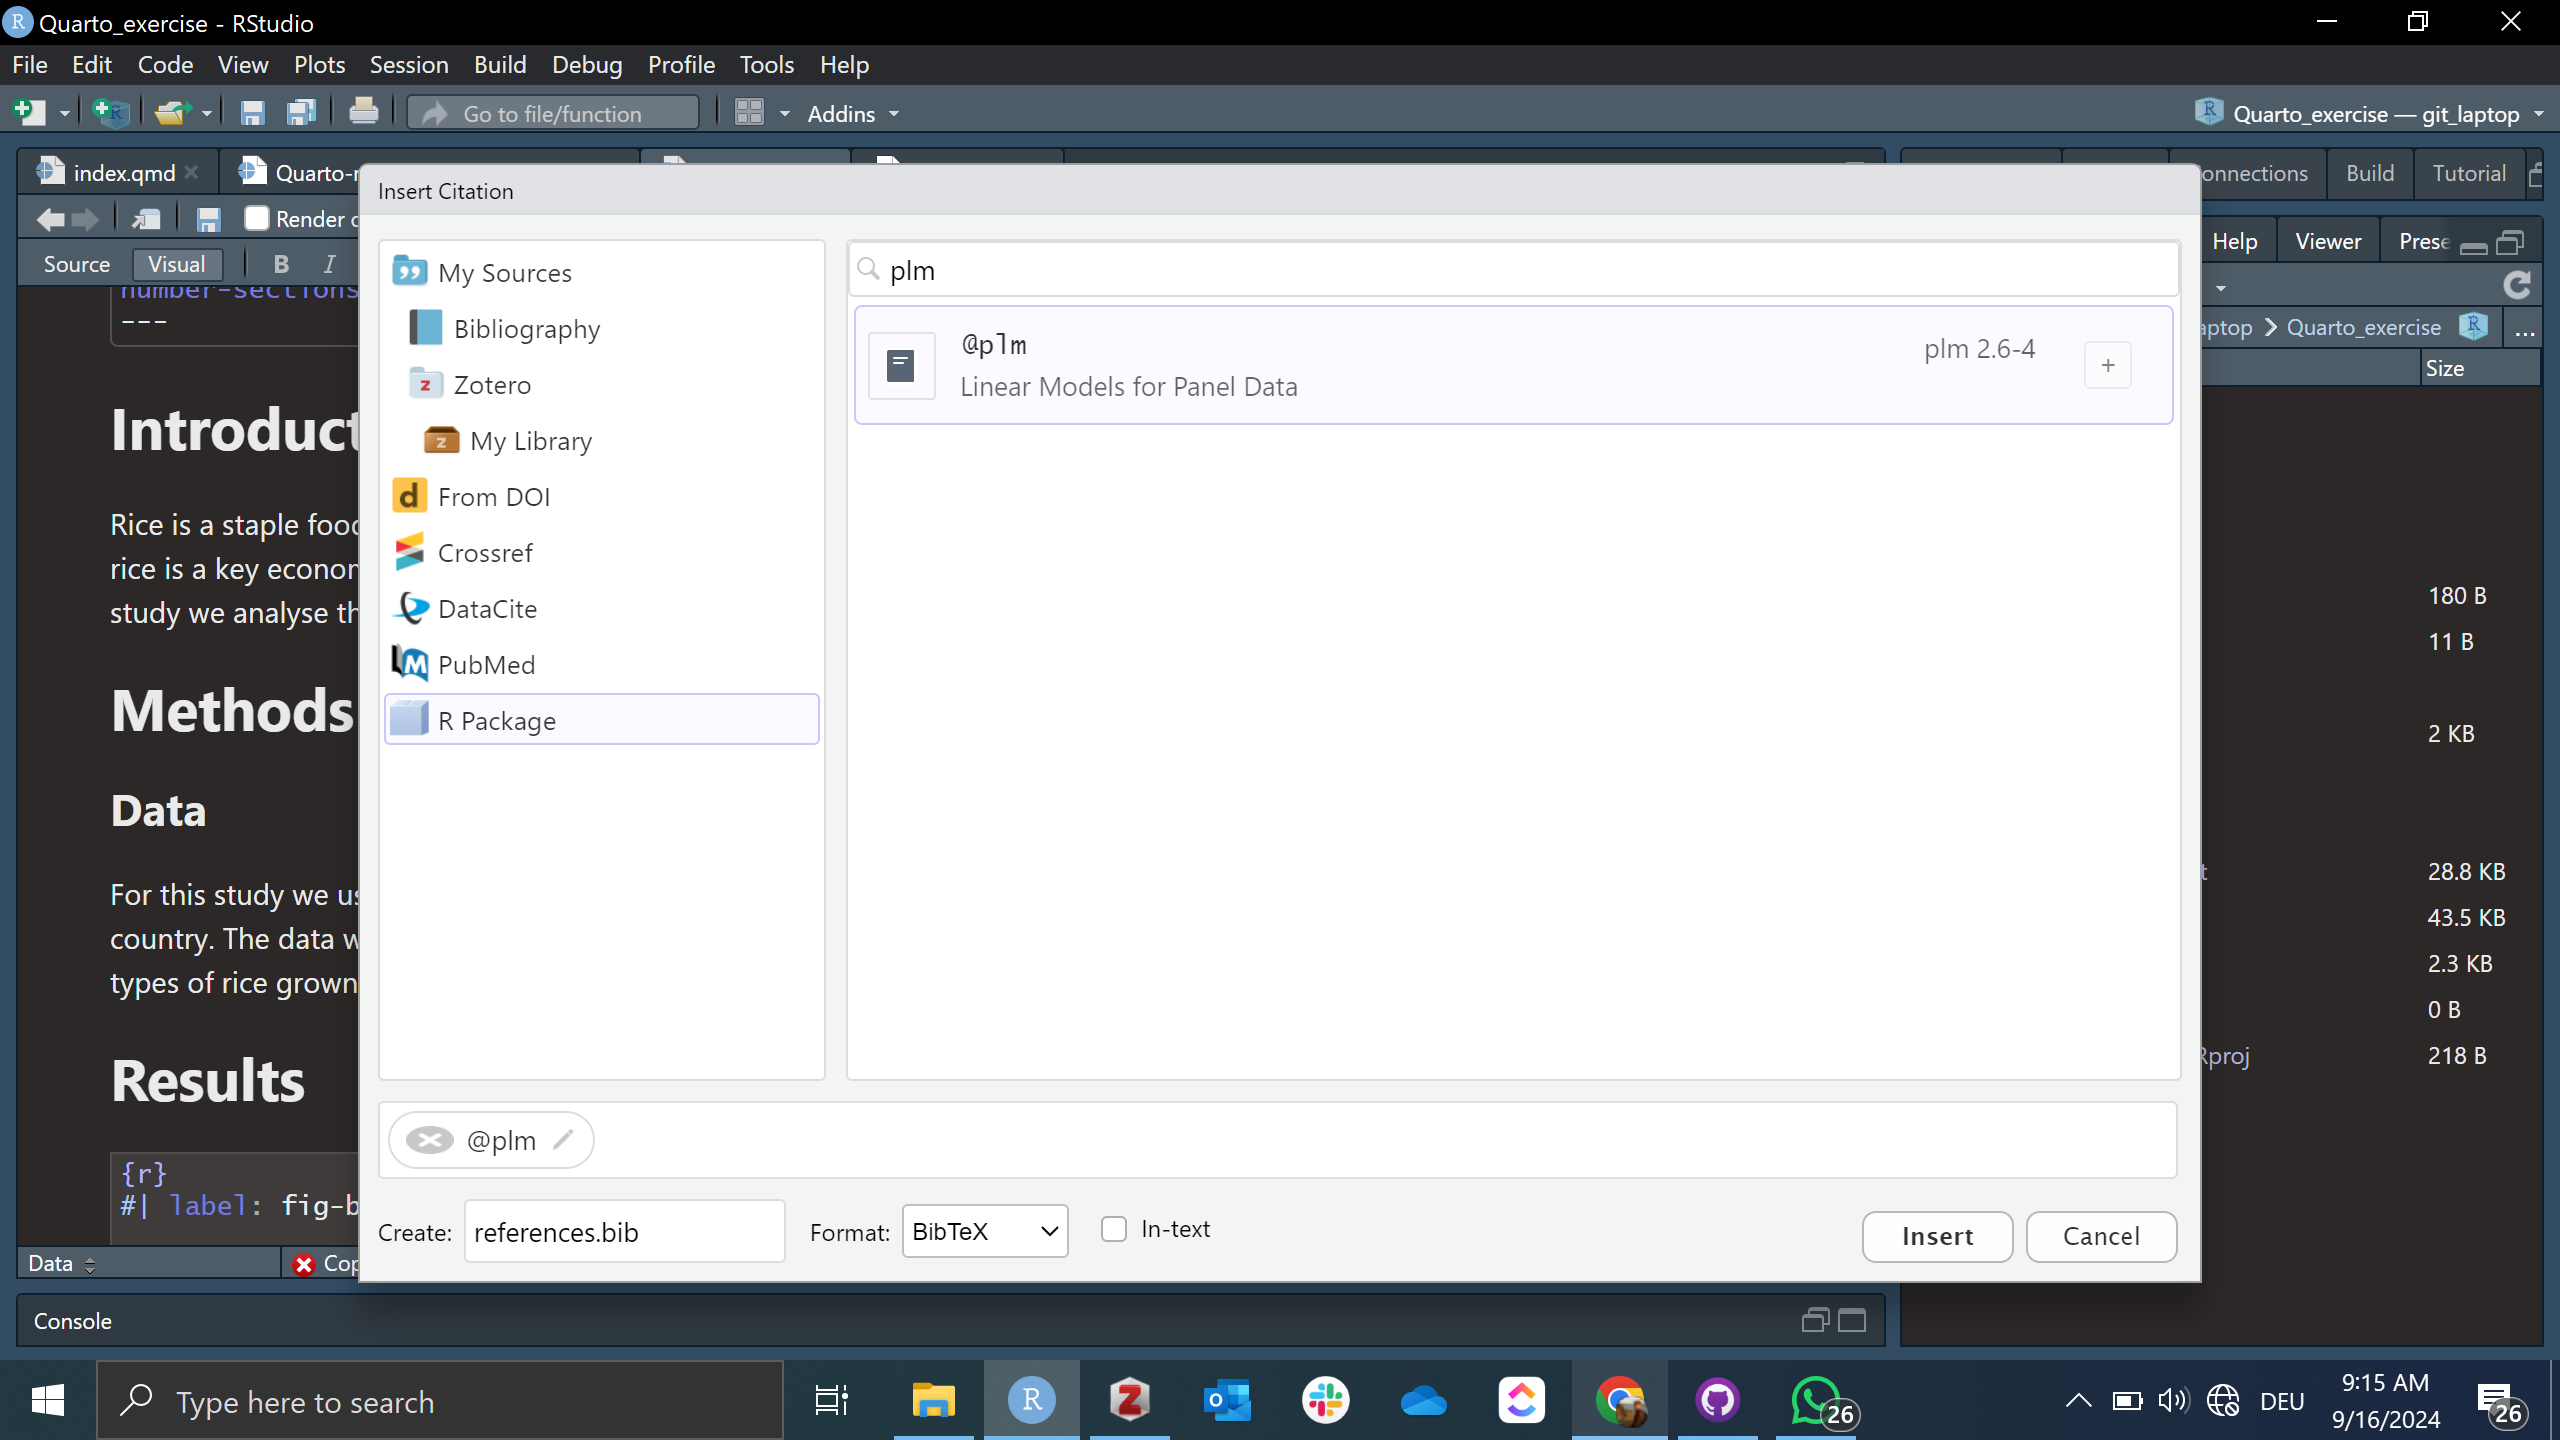 Quarto_exercise - RStudio
File Edit Code View Plots Session Build Debug Profile Tools Help
Go to file/function
Addins
Quarto_exercise — git_laptop
index.qmd
Quarto-r
Insert Citation
onnections
Build
Tutorial
Render o
Source
Visual
B
I
Help
Viewer
Prese
number-sections
---
My Sources
Bibliography
Zotero
My Library
From DOI
Crossref
DataCite
PubMed
R Package
plm
@plm
plm 2.6-4
Linear Models for Panel Data
+
aptop
Quarto_exercise
...
Size
Introduct
Rice is a staple food
rice is a key econor
study we analyse th
Methods
Data
For this study we us
country. The data w
types of rice grown
Results
{r}
#| label: fig-b
180 B
11 B
2 KB
t
28.8 KB
43.5 KB
2.3 KB
0 B
Rproj
218 B
@plm
Create:
references.bib
Format:
BibTeX
In-text
Insert
Cancel
Data
Cop
Console
Type here to search
26
DEU
9:15 AM
9/16/2024
26